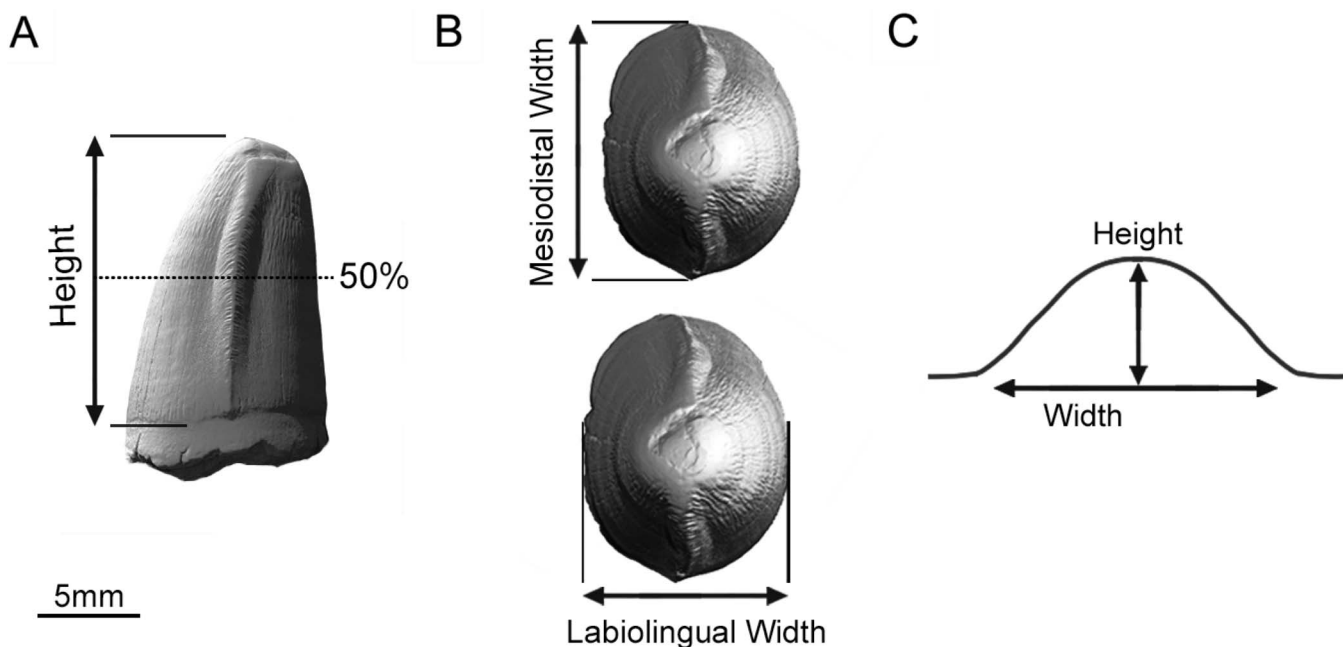 A
Height
50%
5mm
B
Mesiodistal Width
Labiolingual Width
C
Height
Width